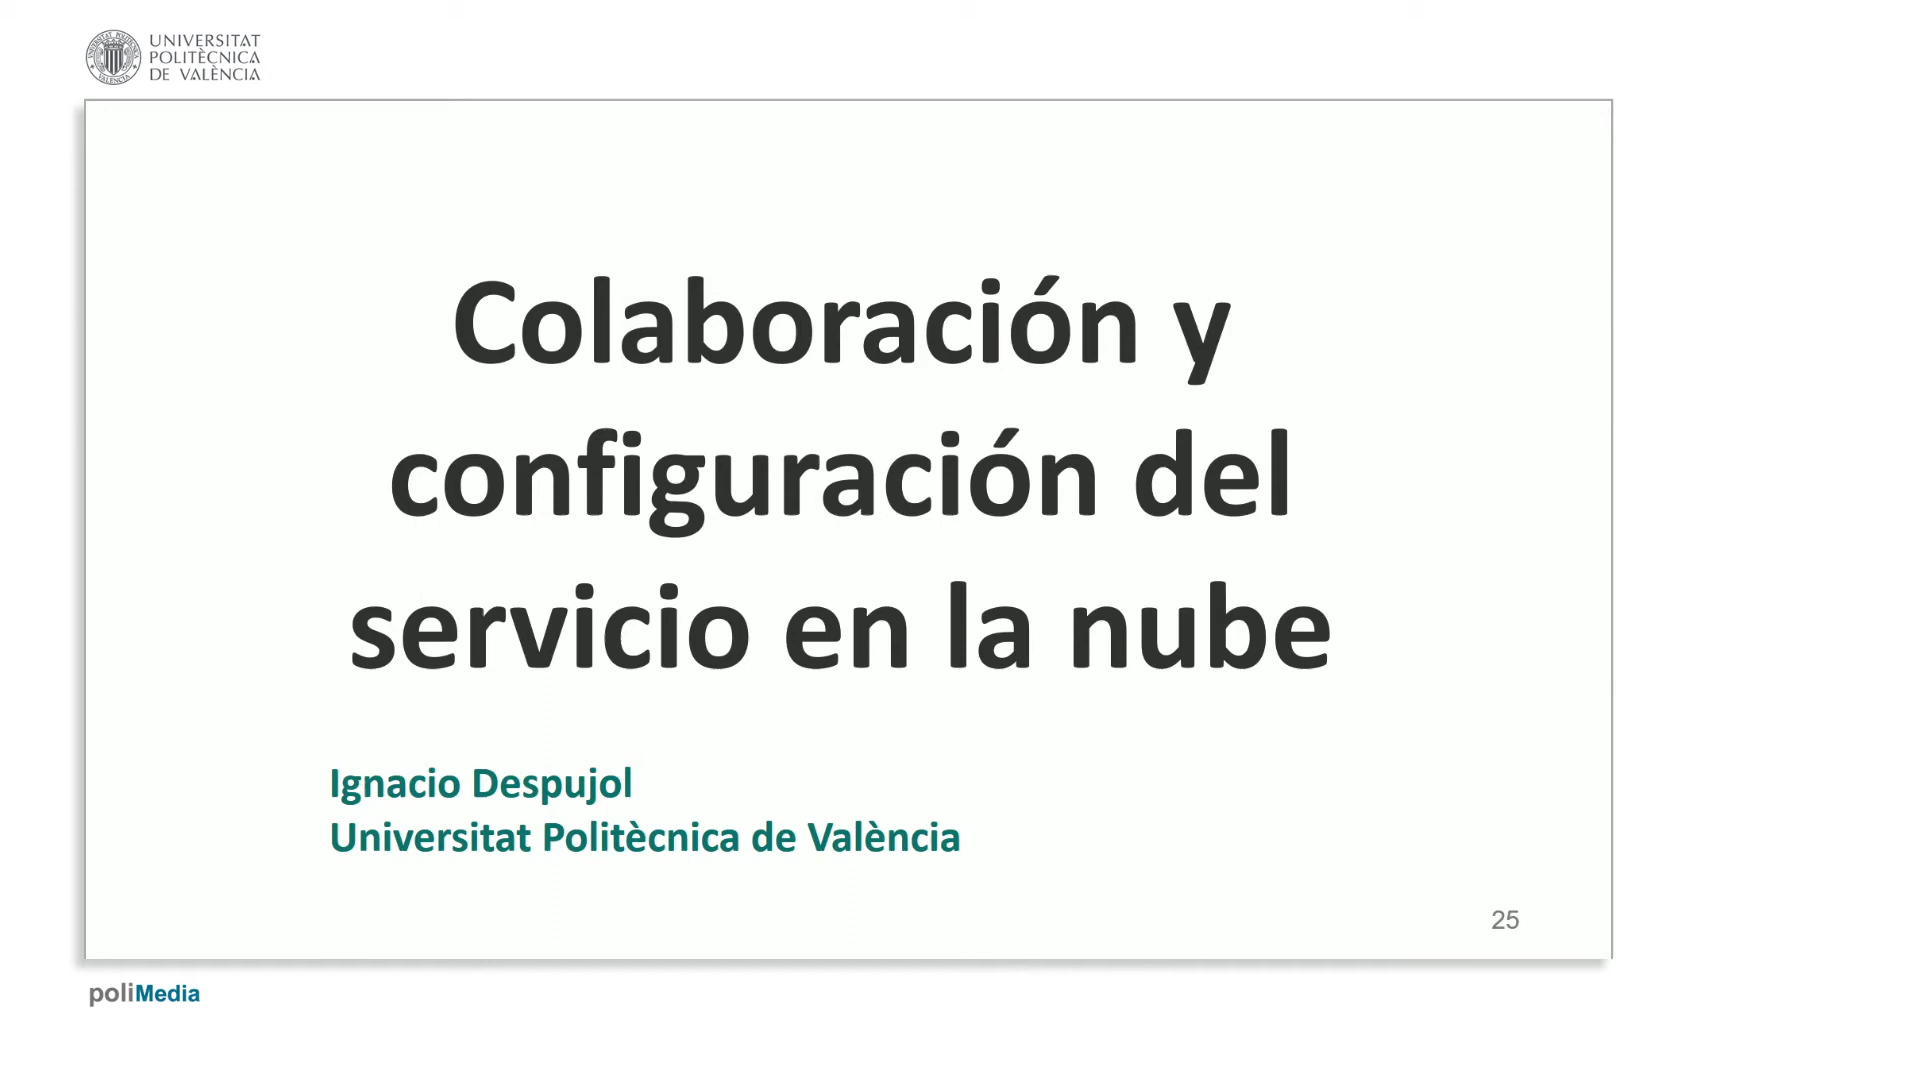 UNIVERSITAT
POLITÈCNICA
DE VALÈNCIA
Colaboración y
configuración del
servicio en la nube
Ignacio Despujol
Universitat Politècnica de València
25
poliMedia